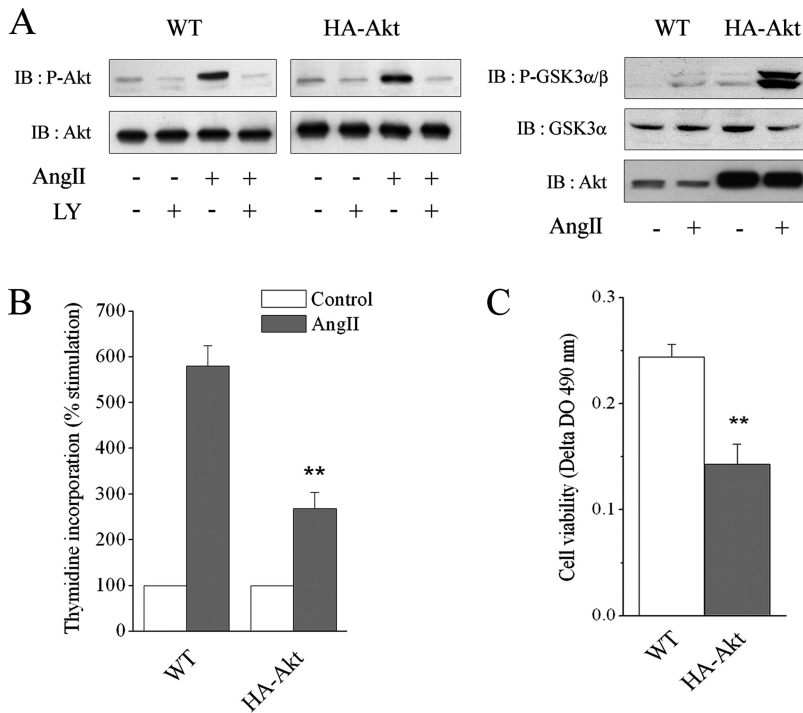 A
WT HA-Akt
IB : P-Akt
IB : Akt
AngII - - + + - - + +
LY - + - + - + - +
WT HA-Akt
IB : P-GSK3α/β
IB : GSK3α
IB : Akt
AngII - + - +
B
Control
AngII
Thymidine incorporation (% stimulation)
700
600
500
400
300
200
100
0
**
WT
HA-Akt
C
Cell viability (Delta DO 490 nm)
0.3
0.2
0.1
0.0
**
WT
HA-Akt